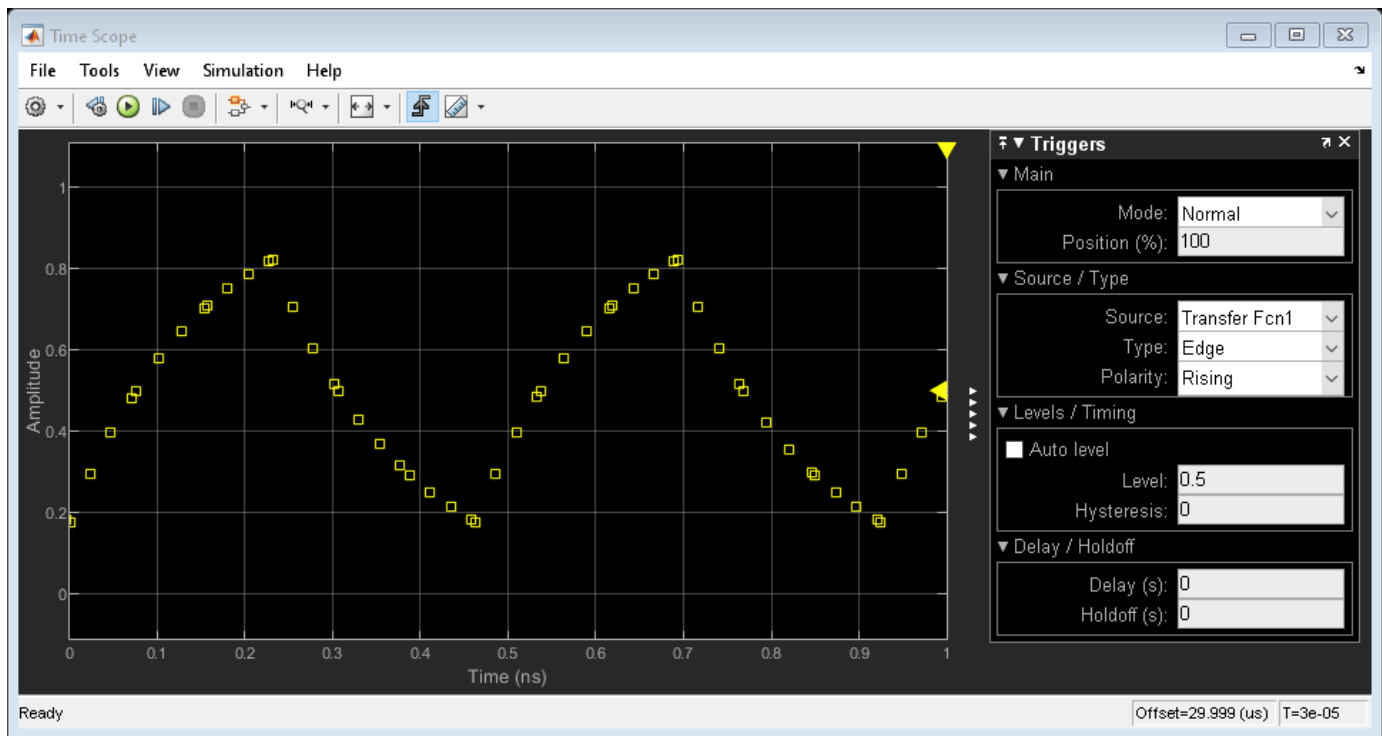 Time Scope
File Tools View Simulation Help
Triggers
Main
Mode: Normal
Position (%): 100
Source / Type
Source: Transfer Fcn1
Type: Edge
Polarity: Rising
Levels / Timing
Auto level
Level: 0.5
Hysteresis: 0
Delay / Holdoff
Delay (s): 0
Holdoff (s): 0
Amplitude
1
0.8
0.6
0.4
0.2
0
0 0.1 0.2 0.3 0.4 0.5 0.6 0.7 0.8 0.9 1
Time (ns)
Ready
Offset=29.999 (us) T=3e-05